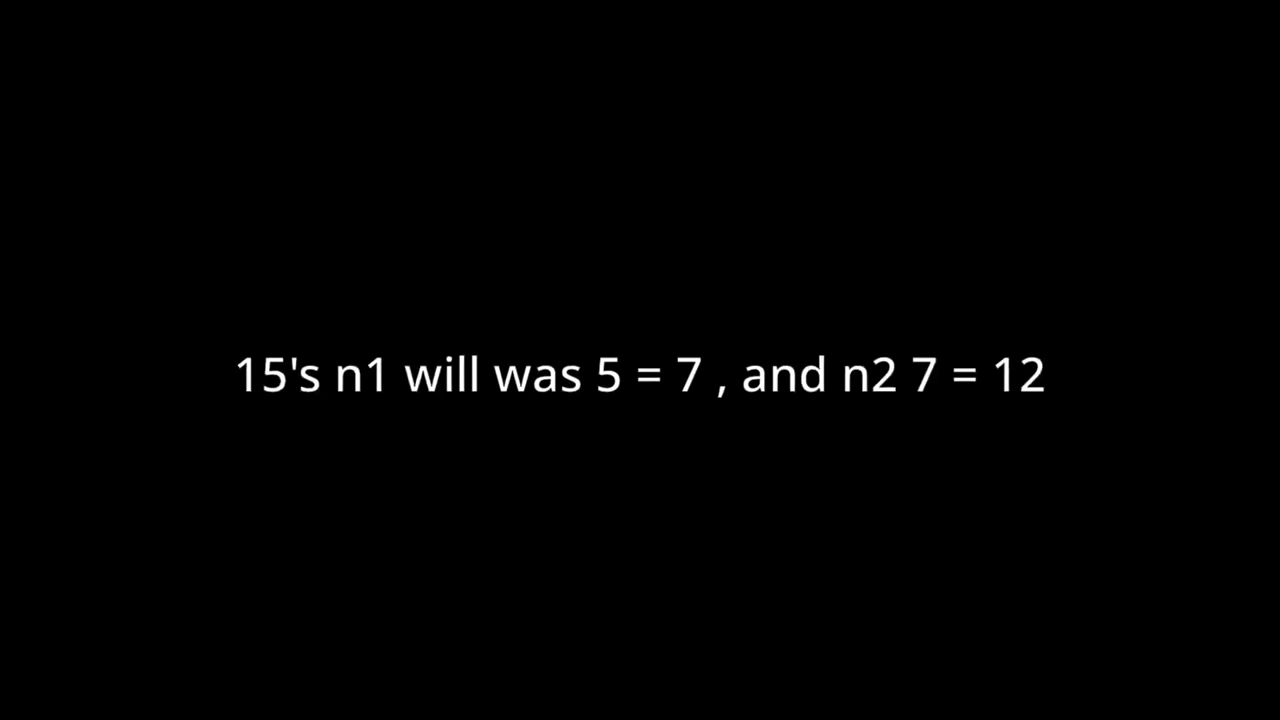 15's n1 will was 5 = 7 , and n2 7 = 12